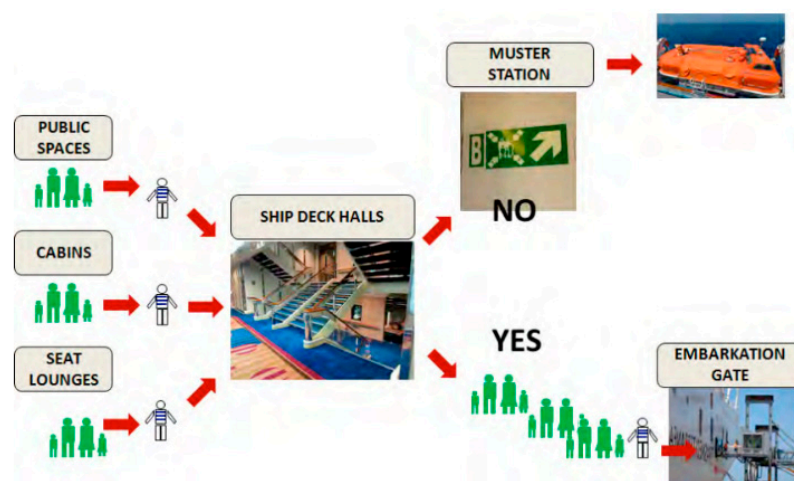 MUSTER
STATION
PUBLIC
SPACES
B
NO
SHIP DECK HALLS
CABINS
YES
SEAT
LOUNGES
EMBARKATION
GATE